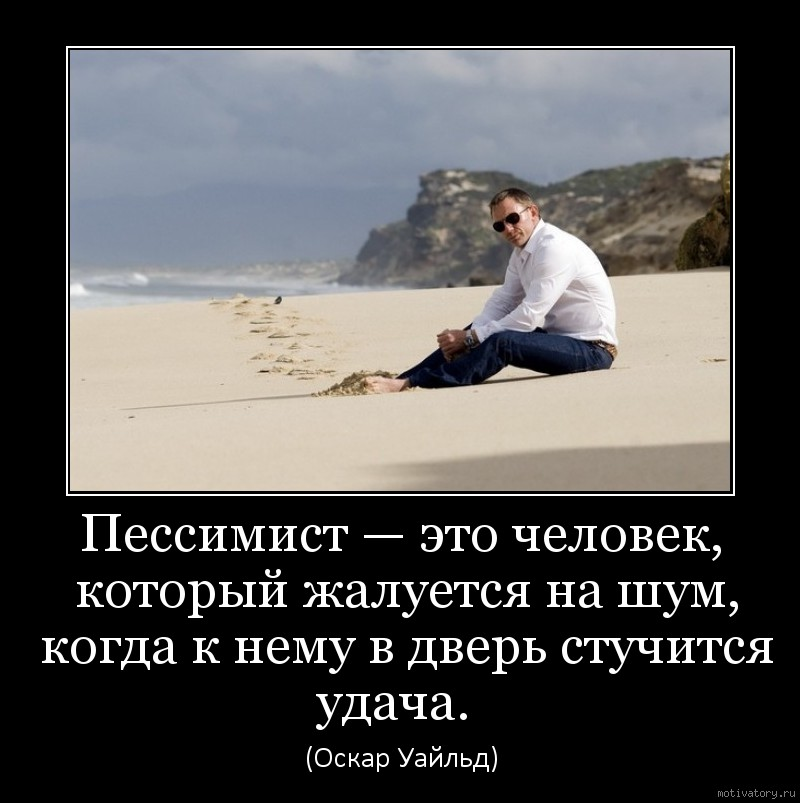 Пессимист — это человек,
который жалуется на шум,
когда к нему в дверь стучится
удача.
(Оскар Уайльд)
motivatory.ru